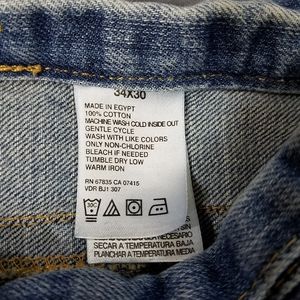 34X30
MADE IN EGYPT
100% COTTON
MACHINE WASH COLD INSIDE OUT
GENTLE CYCLE
WASH WITH LIKE COLORS
ONLY NON-CHLORINE
BLEACH IF NEEDED
TUMBLE DRY LOW
WARM IRON
RN 67835 CA 07415
VDR BJ1 307
30C
NECESARIO
SECAR A TEMPERATURA BAJA
PLANCHAR A TEMPERATURA MEDIA